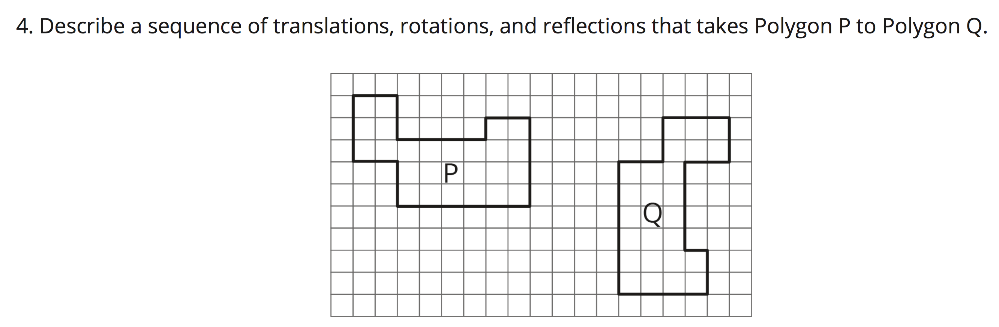 4. Describe a sequence of translations, rotations, and reflections that takes Polygon P to Polygon Q.
P
Q